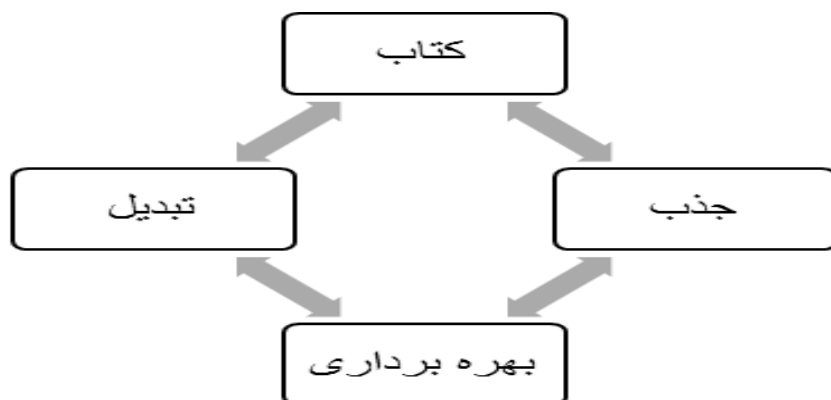 کتاب
جذب
تبدیل
بهره برداری